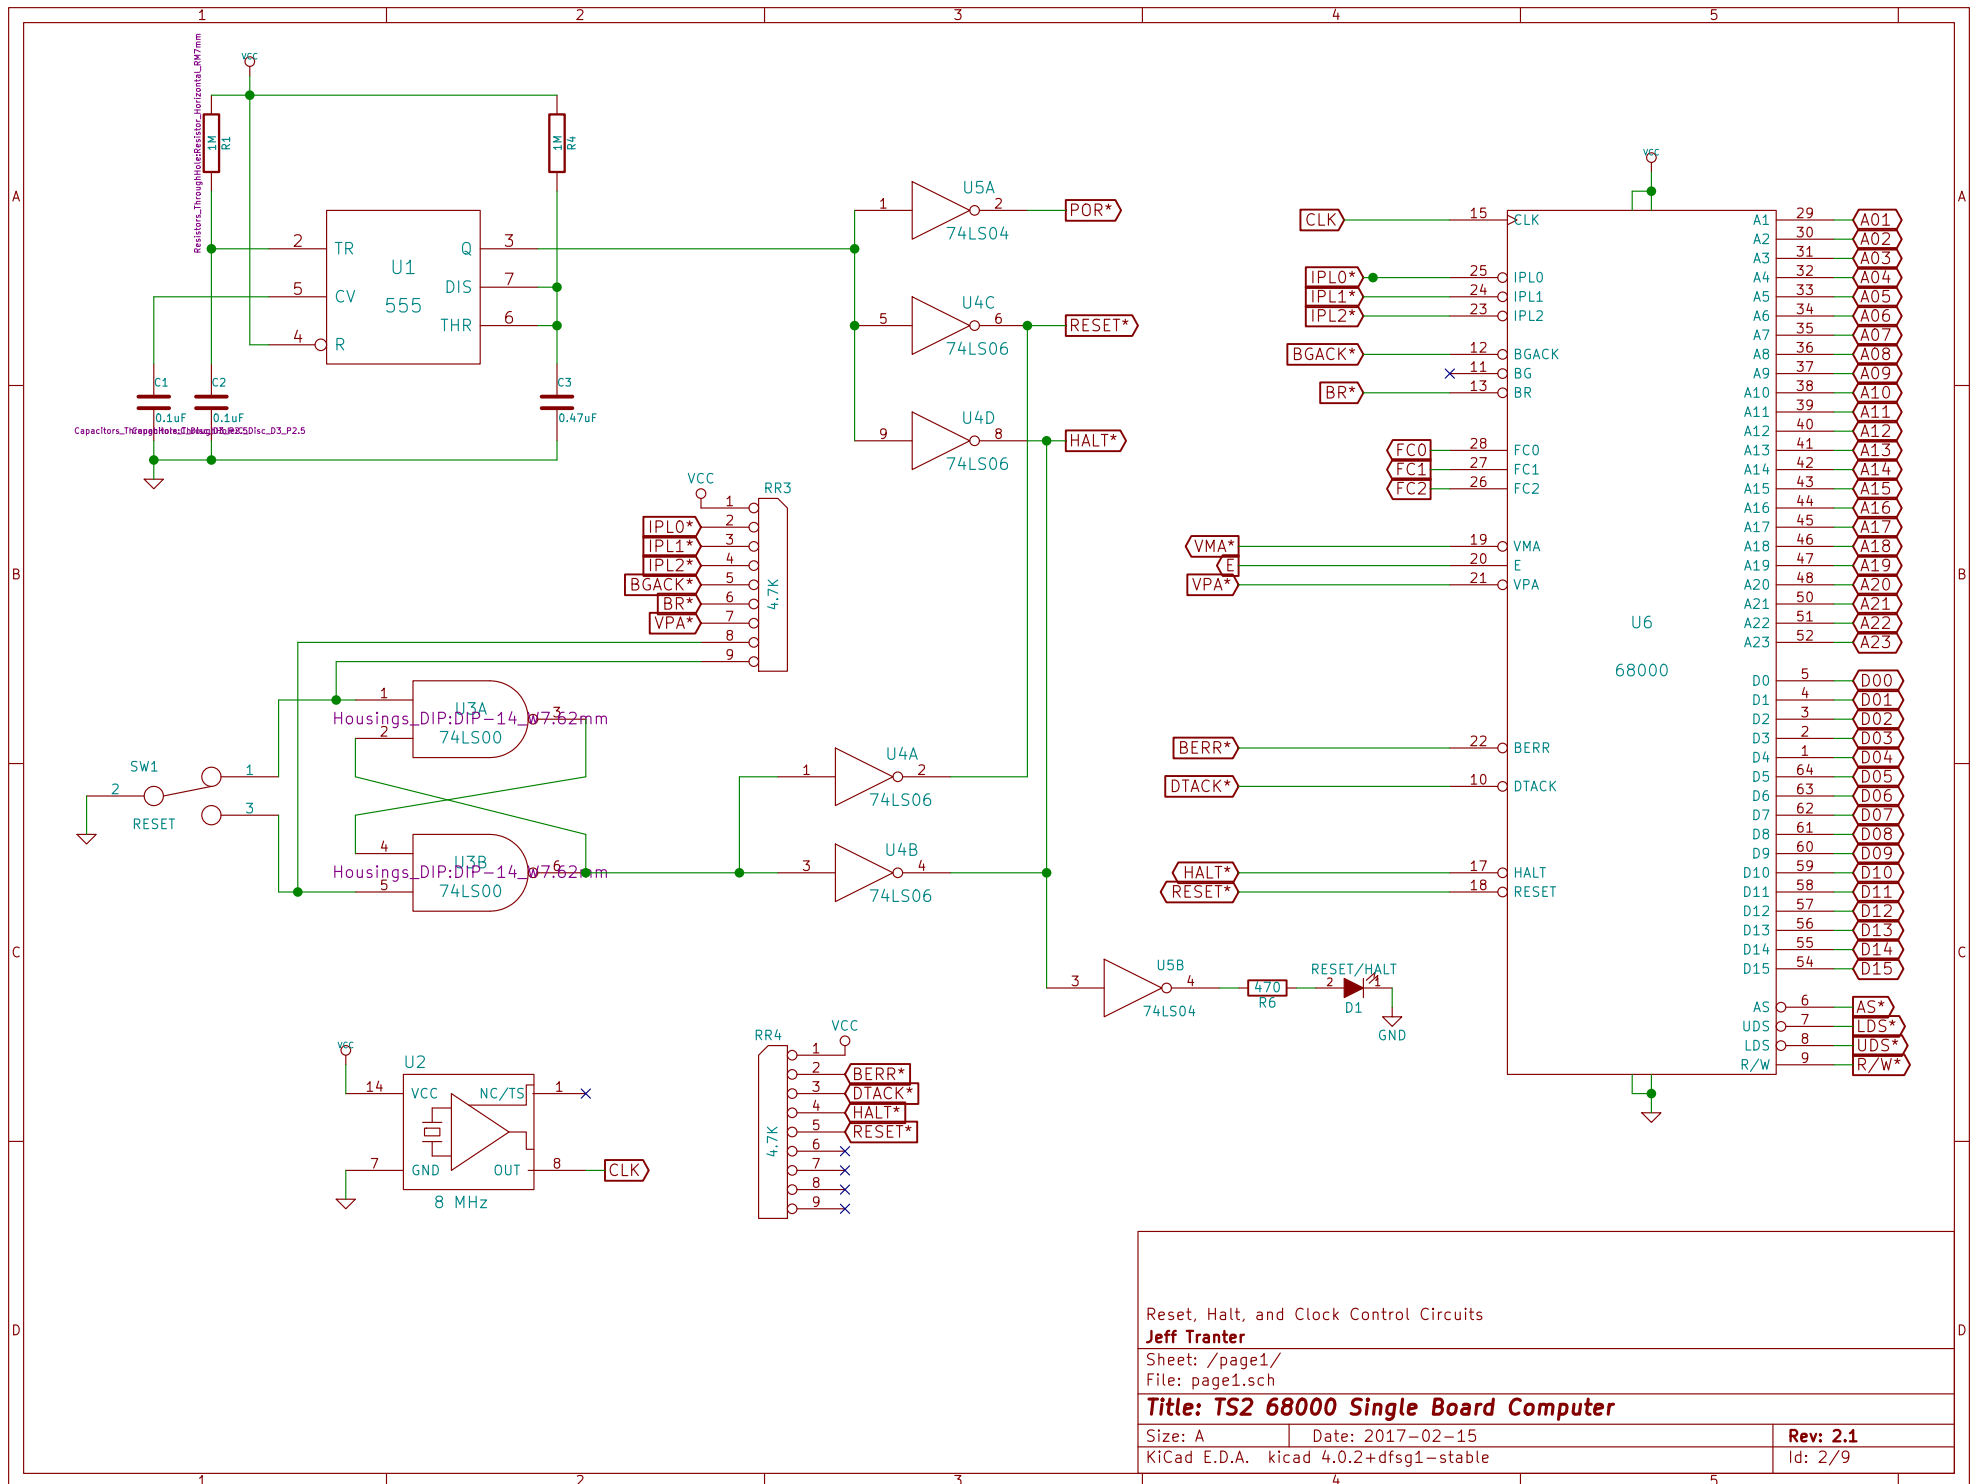 1 2 3 4 5
A
B
C
D
A
B
C
D
1 2 3 4 5
VCC
Resistors_ThroughHole:Resistor_Horizontal_RM7mm
1M
R1
1M
R4
2 TR
5 CV
4 R
U1
555
Q 3
DIS 7
THR 6
C1
0.1uF
C2
0.1uF
C3
0.47uF
1 U5A 2 POR*
74LS04
5 U4C 6 RESET*
74LS06
9 U4D 8 HALT*
74LS06
VCC
RR3
4.7K
1
IPL0* 2
IPL1* 3
IPL2* 4
BGACK* 5
BR* 6
VPA* 7
8
9
SW1
2
1
3
RESET
1
2
U3A
Housings_DIP:DIP-14_W7.62mm
74LS00
3
4
5
U3B
Housings_DIP:DIP-14_W7.62mm
74LS00
6
1 U4A 2
74LS06
3 U4B 4
74LS06
3 U5B 4
74LS04
470
R6
RESET/HALT
2 1
D1
GND
VCC
U2
14 VCC
NC/TS 1
7 GND
OUT 8 CLK
8 MHz
RR4
VCC
4.7K
1
2 BERR*
3 DTACK*
4 HALT*
5 RESET*
6
7
8
9
VCC
U6
68000
CLK 15 CLK
IPL0* 25 IPL0
IPL1* 24 IPL1
IPL2* 23 IPL2
BGACK* 12 BGACK
11 BG
BR* 13 BR
FC0 28 FC0
FC1 27 FC1
FC2 26 FC2
VMA* 19 VMA
E 20 E
VPA* 21 VPA
BERR* 22 BERR
DTACK* 10 DTACK
HALT* 17 HALT
RESET* 18 RESET
A1 29 A01
A2 30 A02
A3 31 A03
A4 32 A04
A5 33 A05
A6 34 A06
A7 35 A07
A8 36 A08
A9 37 A09
A10 38 A10
A11 39 A11
A12 40 A12
A13 41 A13
A14 42 A14
A15 43 A15
A16 44 A16
A17 45 A17
A18 46 A18
A19 47 A19
A20 48 A20
A21 50 A21
A22 51 A22
A23 52 A23
D0 5 D00
D1 4 D01
D2 3 D02
D3 2 D03
D4 1 D04
D5 64 D05
D6 63 D06
D7 62 D07
D8 61 D08
D9 60 D09
D10 59 D10
D11 58 D11
D12 57 D12
D13 56 D13
D14 55 D14
D15 54 D15
AS 6 AS*
UDS 7 LDS*
LDS 8 UDS*
R/W 9 R/W*
Reset, Halt, and Clock Control Circuits
Jeff Tranter
Sheet: /page1/
File: page1.sch
Title: TS2 68000 Single Board Computer
Size: A Date: 2017-02-15 Rev: 2.1
KiCad E.D.A. kicad 4.0.2+dfsg1-stable Id: 2/9